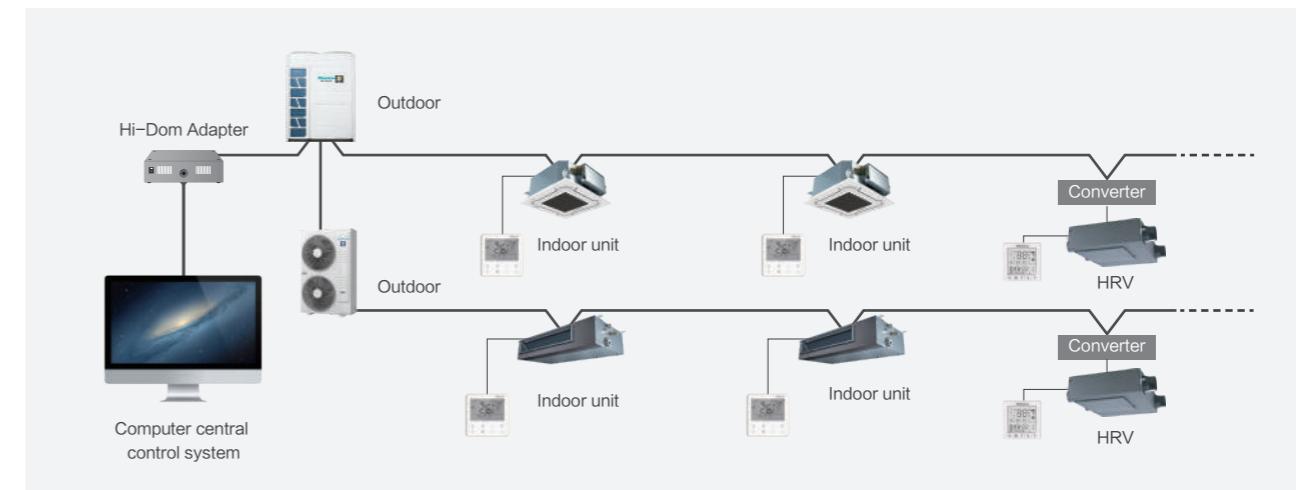 Outdoor
Hi-Dom Adapter
Converter
Indoor unit
Indoor unit
HRV
Outdoor
Converter
Indoor unit
Indoor unit
HRV
Computer central
control system